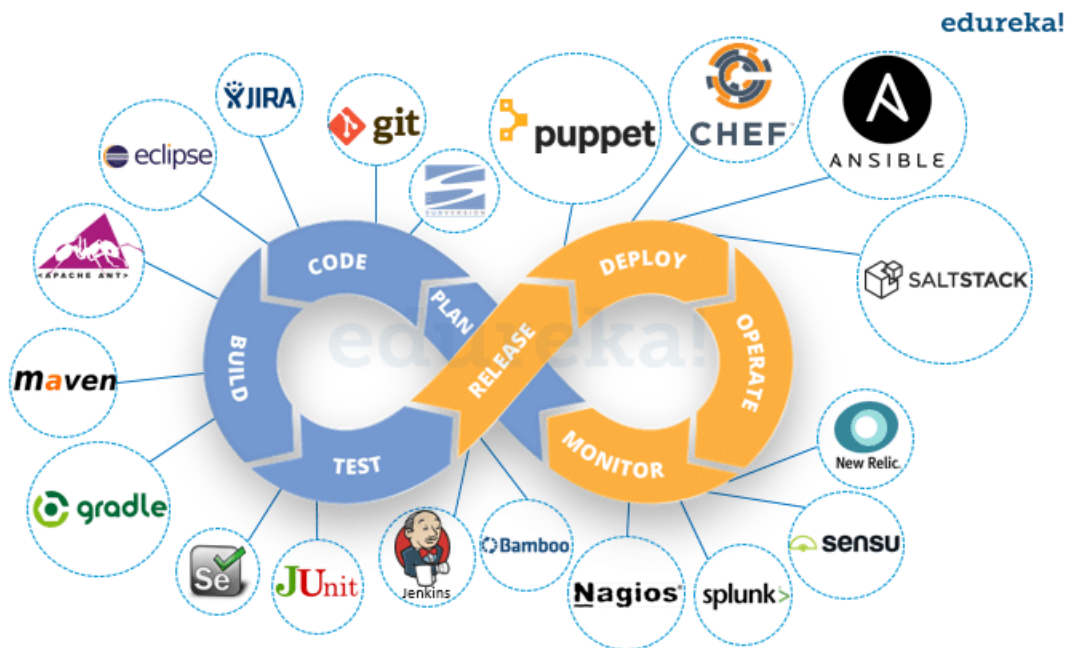 edureka!
JIRA
git
puppet
CHEF™
ANSIBLE
eclipse
SUBVERSION
<APACHE ANT>
SALTSTACK
CODE
PLAN
DEPLOY
BUILD
edureka!
RELEASE
OPERATE
maven
TEST
MONITOR
New Relic.
gradle
Se
JUnit
Jenkins
Bamboo
Nagios®
splunk>
sensu